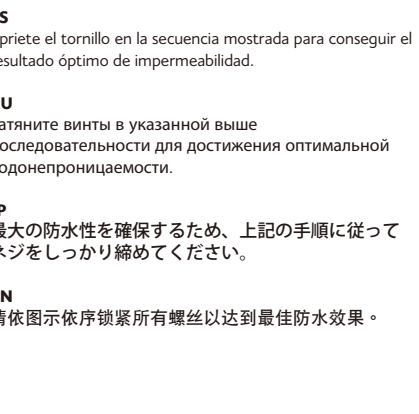 S
priete el tornillo en la secuencia mostrada para conseguir el
esultado óptimo de impermeabilidad.
U
атяните винты в указанной выше
оследовательности для достижения оптимальной
одонепроницаемости.
P
最大の防水性を確保するため、上記の手順に従って
ネジをしっかり締めてください。
N
请依图示依序锁紧所有螺丝以达到最佳防水效果。